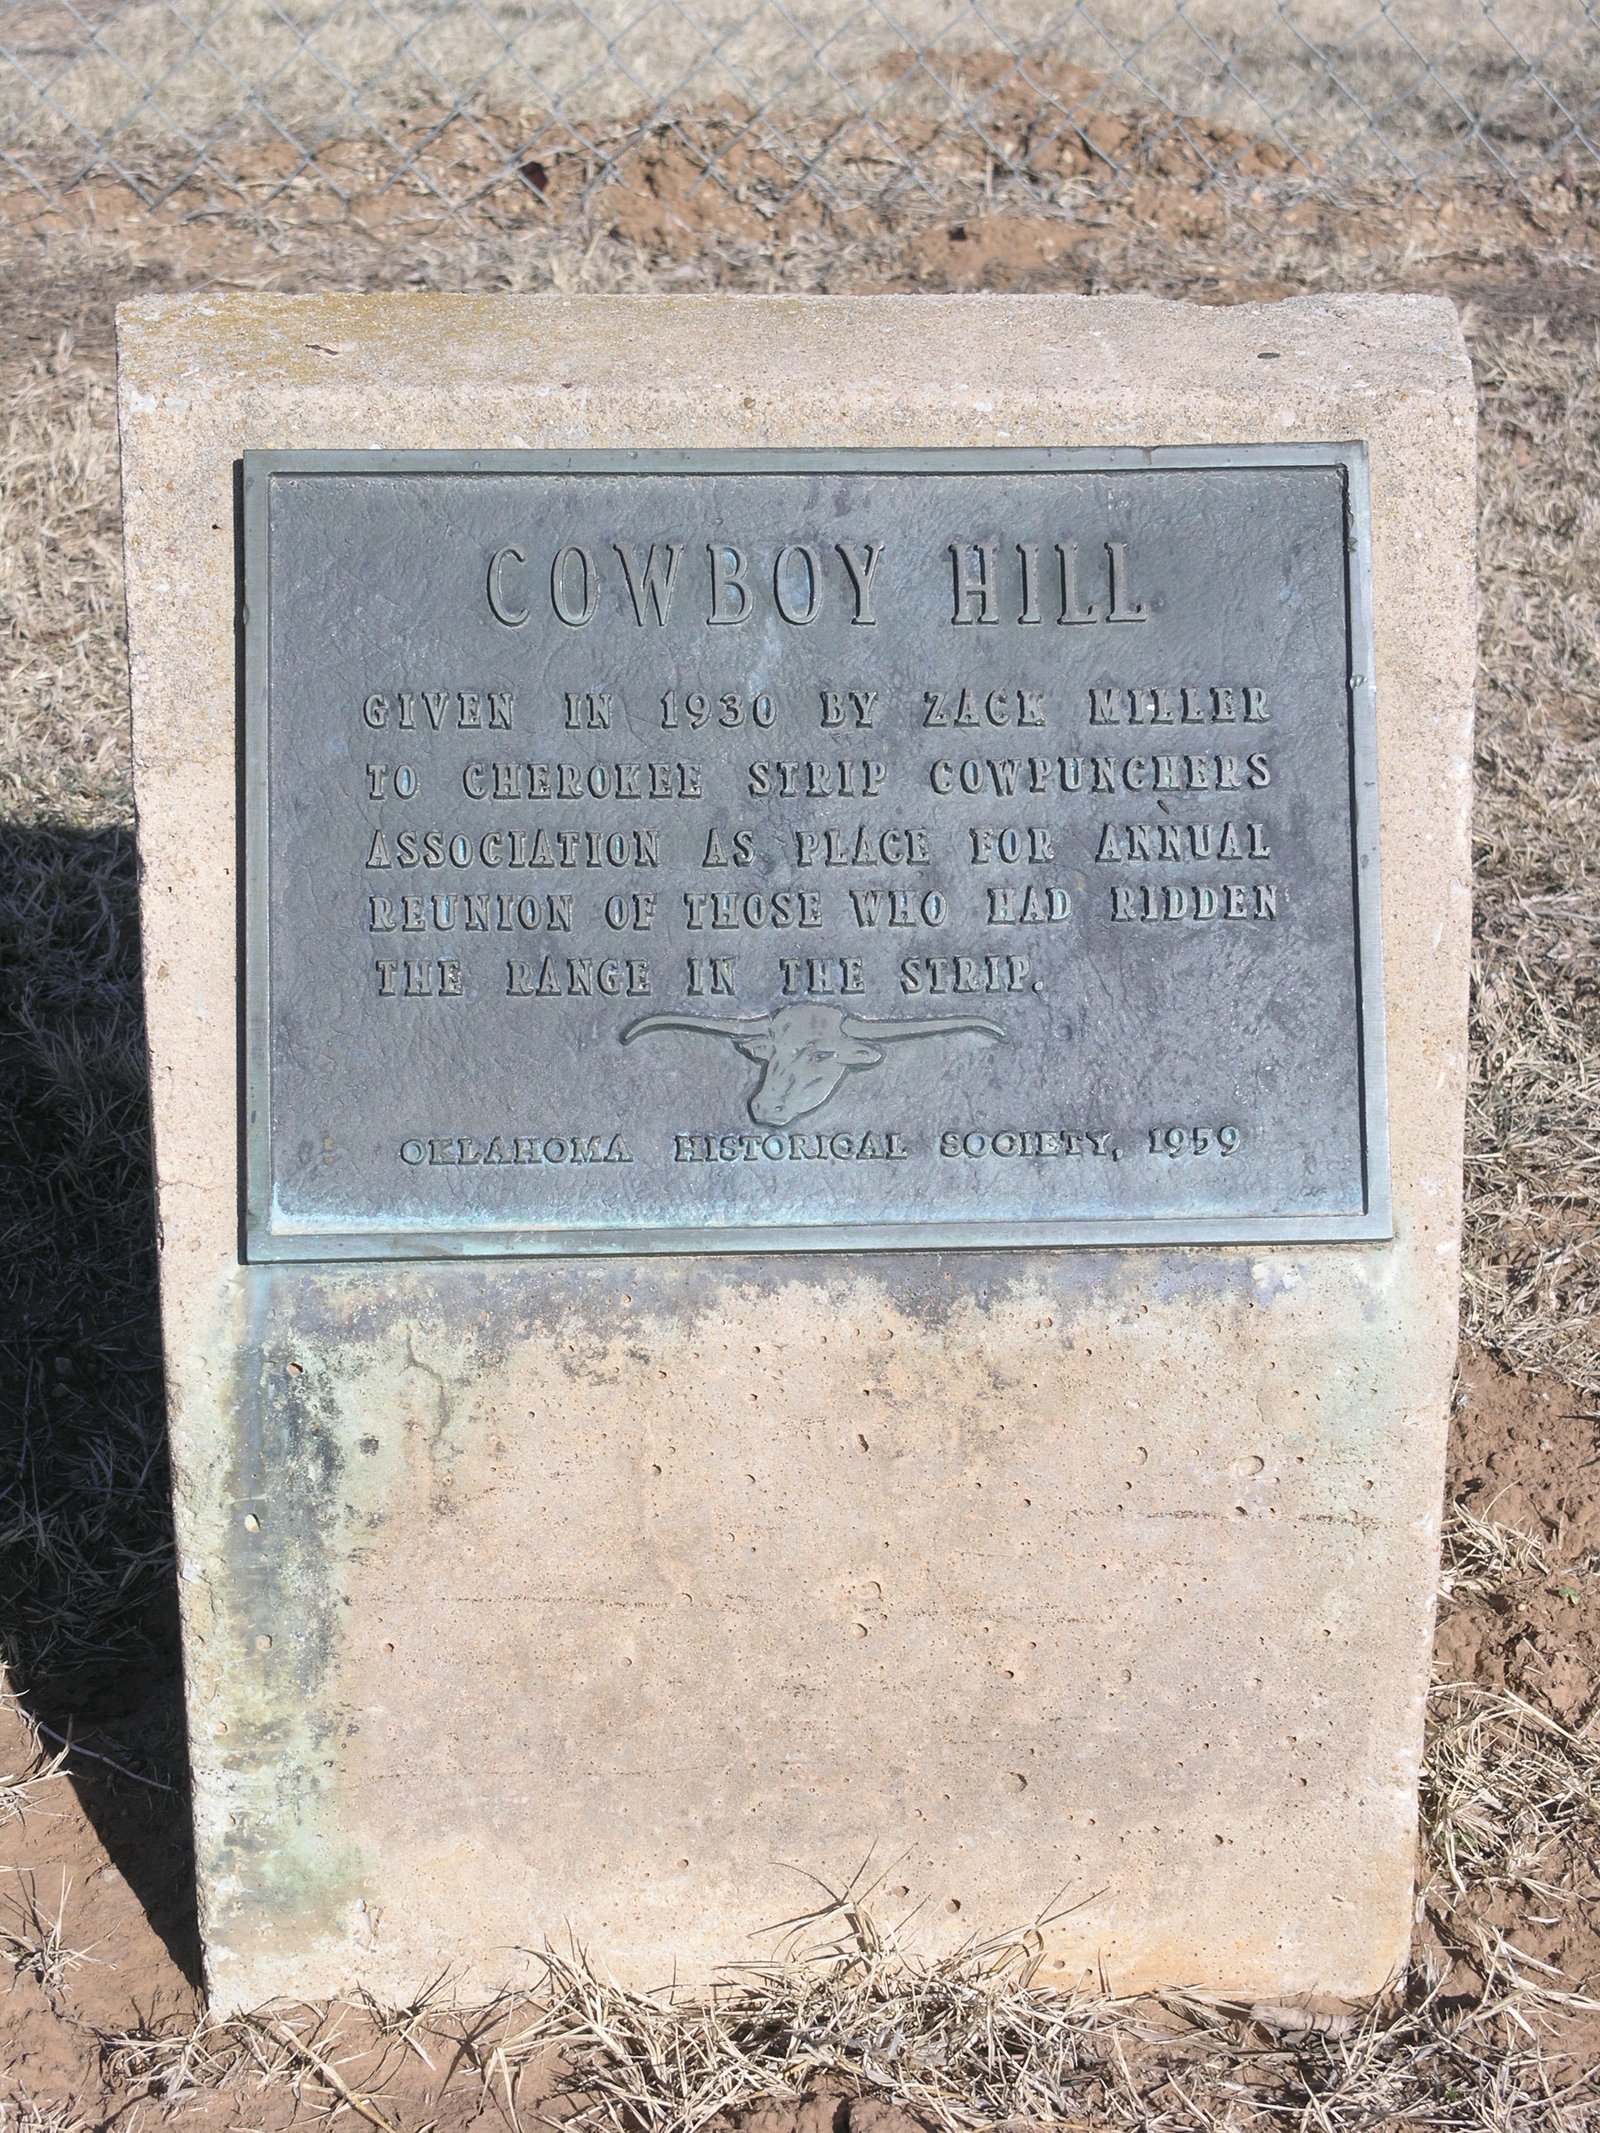 COWBOY HILL
GIVEN IN 1930 BY ZACK MILLER
TO CHEROKEE STRIP COWPUNCHERS
ASSOCIATION AS PLACE FOR ANNUAL
REUNION OF THOSE WHO HAD RIDDEN
THE RANGE IN THE STRIP.
OKLAHOMA HISTORICAL SOCIETY, 1959